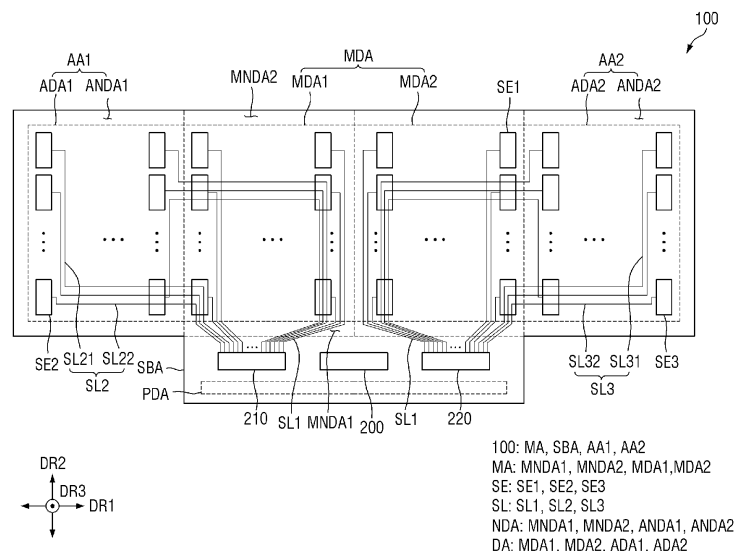 100
AA1
MDA
AA2
ADA1 ANDA1
MNDA2
MDA1
MDA2
SE1
ADA2 ANDA2
SE2
SL21
SL22
SL2
SBA
PDA
210
SL1
MNDA1
200
SL1
220
SL32
SL31
SL3
SE3
DR2
DR3
DR1
100: MA, SBA, AA1, AA2
MA: MNDA1, MNDA2, MDA1,MDA2
SE: SE1, SE2, SE3
SL: SL1, SL2, SL3
NDA: MNDA1, MNDA2, ANDA1, ANDA2
DA: MDA1, MDA2, ADA1, ADA2